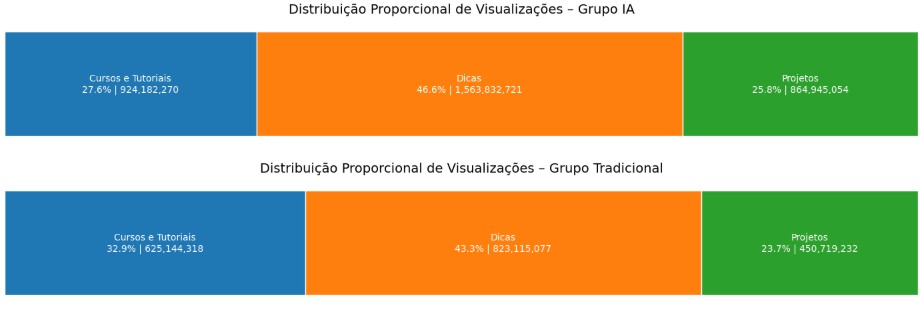 Distribuição Proporcional de Visualizações – Grupo IA
Cursos e Tutoriais
27.6% | 924,182,270
Dicas
46.6% | 1,563,832,721
Projetos
25.8% | 864,945,054
Distribuição Proporcional de Visualizações – Grupo Tradicional
Cursos e Tutoriais
32.9% | 625,144,318
Dicas
43.3% | 823,115,077
Projetos
23.7% | 450,719,232